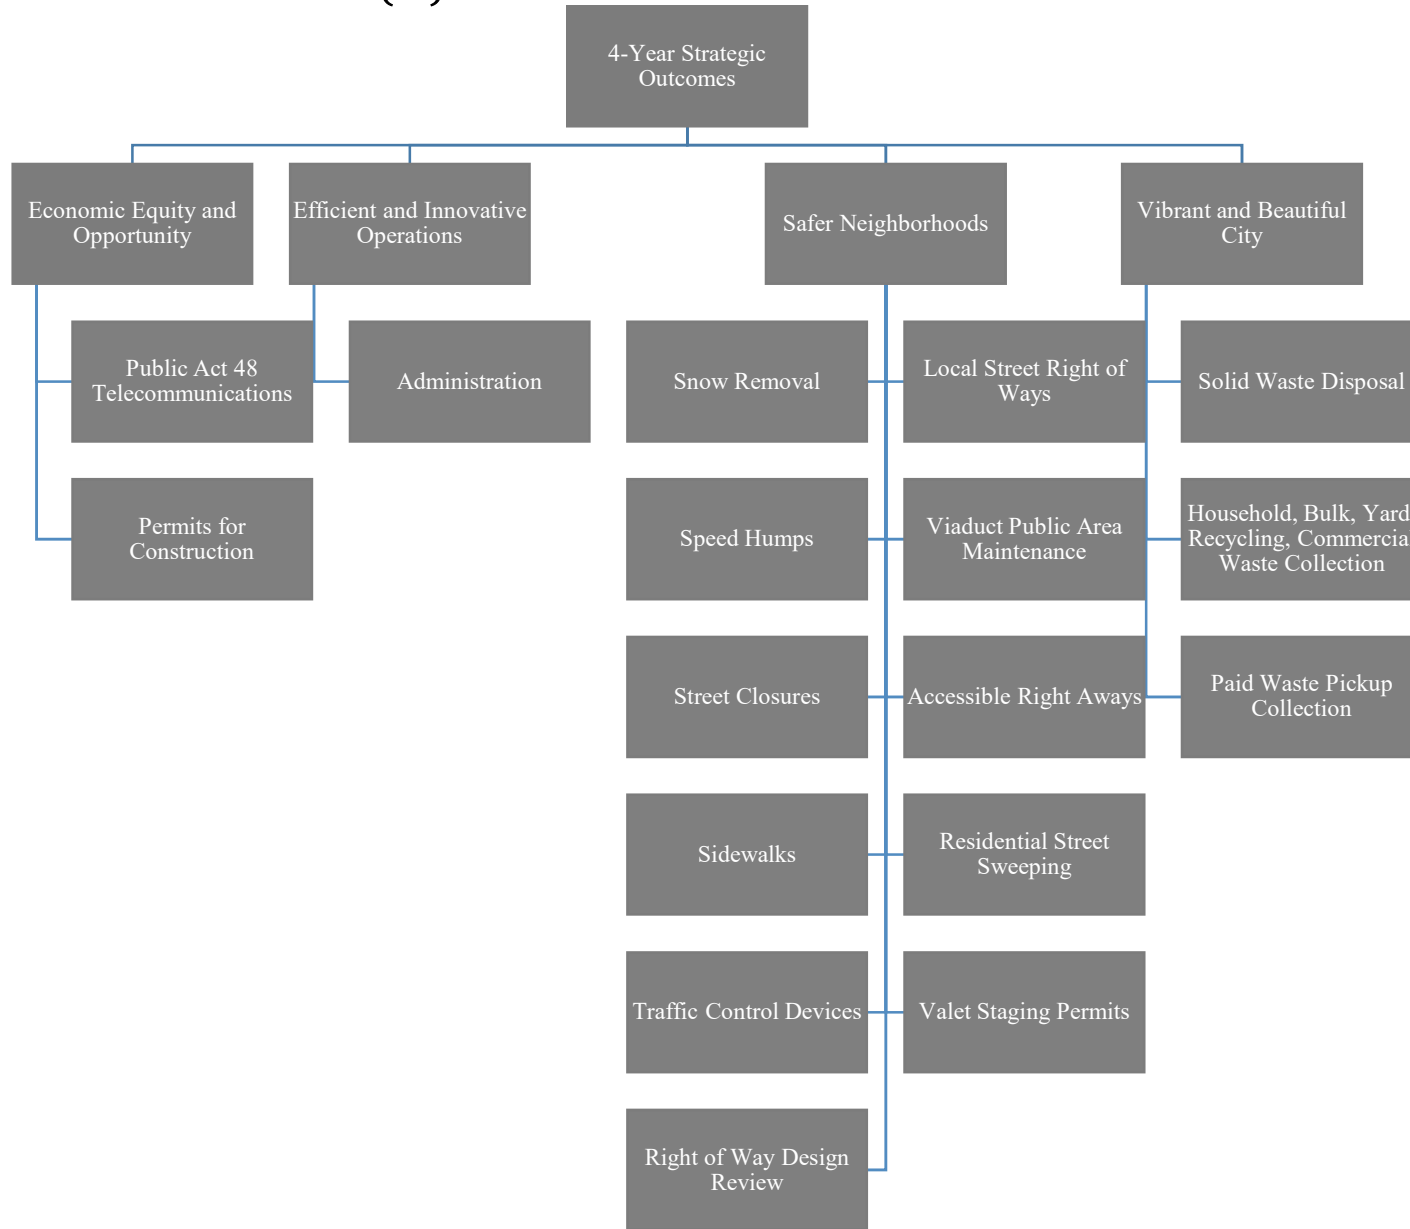 4-Year Strategic
Outcomes
Economic Equity and
Opportunity
Efficient and Innovative
Operations
Safer Neighborhoods
Vibrant and Beautiful
City
Public Act 48
Telecommunications
Permits for
Construction
Administration
Snow Removal
Local Street Right of
Ways
Speed Humps
Viaduct Public Area
Maintenance
Street Closures
Accessible Right Aways
Sidewalks
Residential Street
Sweeping
Traffic Control Devices
Valet Staging Permits
Right of Way Design
Review
Solid Waste Disposal
Household, Bulk, Yard
Recycling, Commercia
Waste Collection
Paid Waste Pickup
Collection